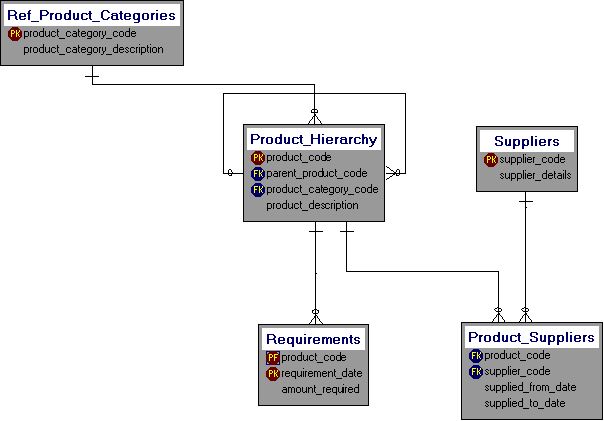 Ref_Product_Categories
PK product_category_code
product_category_description
Product_Hierarchy
PK product_code
FK parent_product_code
FK product_category_code
product_description
Suppliers
PK supplier_code
supplier_details
Requirements
PF product_code
PK requirement_date
amount_required
Product_Suppliers
FK product_code
FK supplier_code
supplied_from_date
supplied_to_date